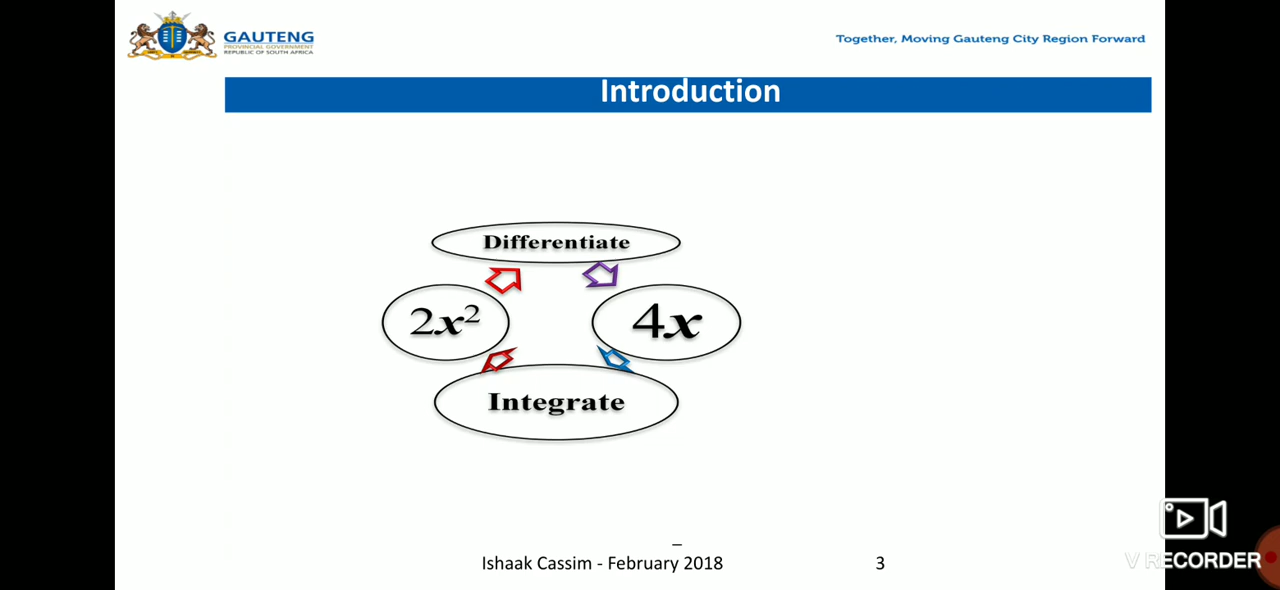 GAUTENG
PROVINCIAL GOVERNMENT
REPUBLIC OF SOUTH AFRICA
Together, Moving Gauteng City Region Forward
Introduction
Differentiate
2x²
4x
Integrate
Ishaak Cassim - February 2018
3
V RECORDER